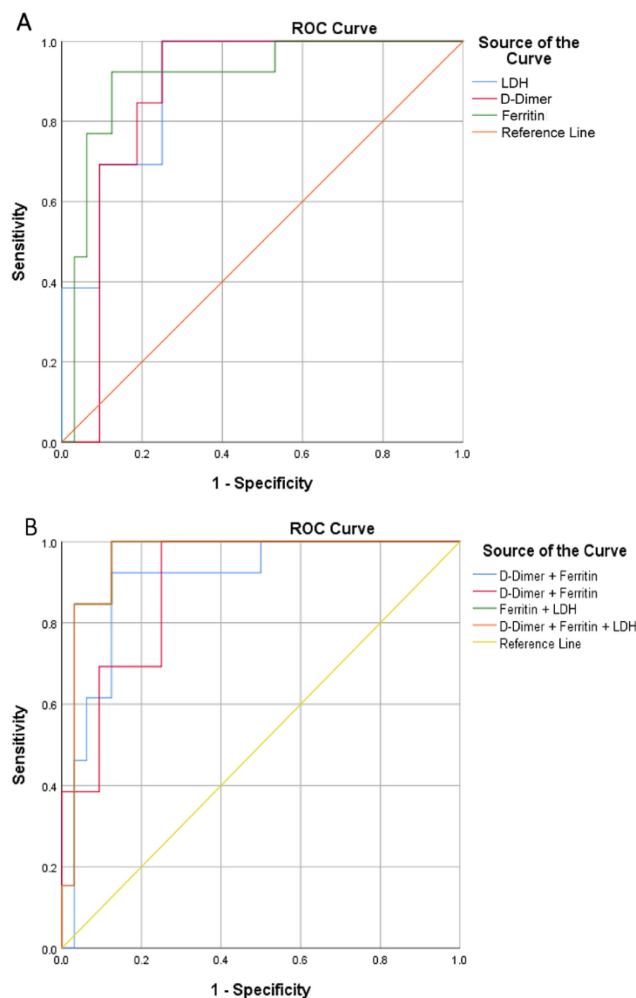 A
ROC Curve
Source of the
Curve
LDH
D-Dimer
Ferritin
Reference Line
1.0
0.8
0.6
0.4
0.2
0.0
Sensitivity
0.0 0.2 0.4 0.6 0.8 1.0
1 - Specificity
B
ROC Curve
Source of the Curve
D-Dimer + Ferritin
D-Dimer + Ferritin
Ferritin + LDH
D-Dimer + Ferritin + LDH
Reference Line
1.0
0.8
0.6
0.4
0.2
0.0
Sensitivity
0.0 0.2 0.4 0.6 0.8 1.0
1 - Specificity